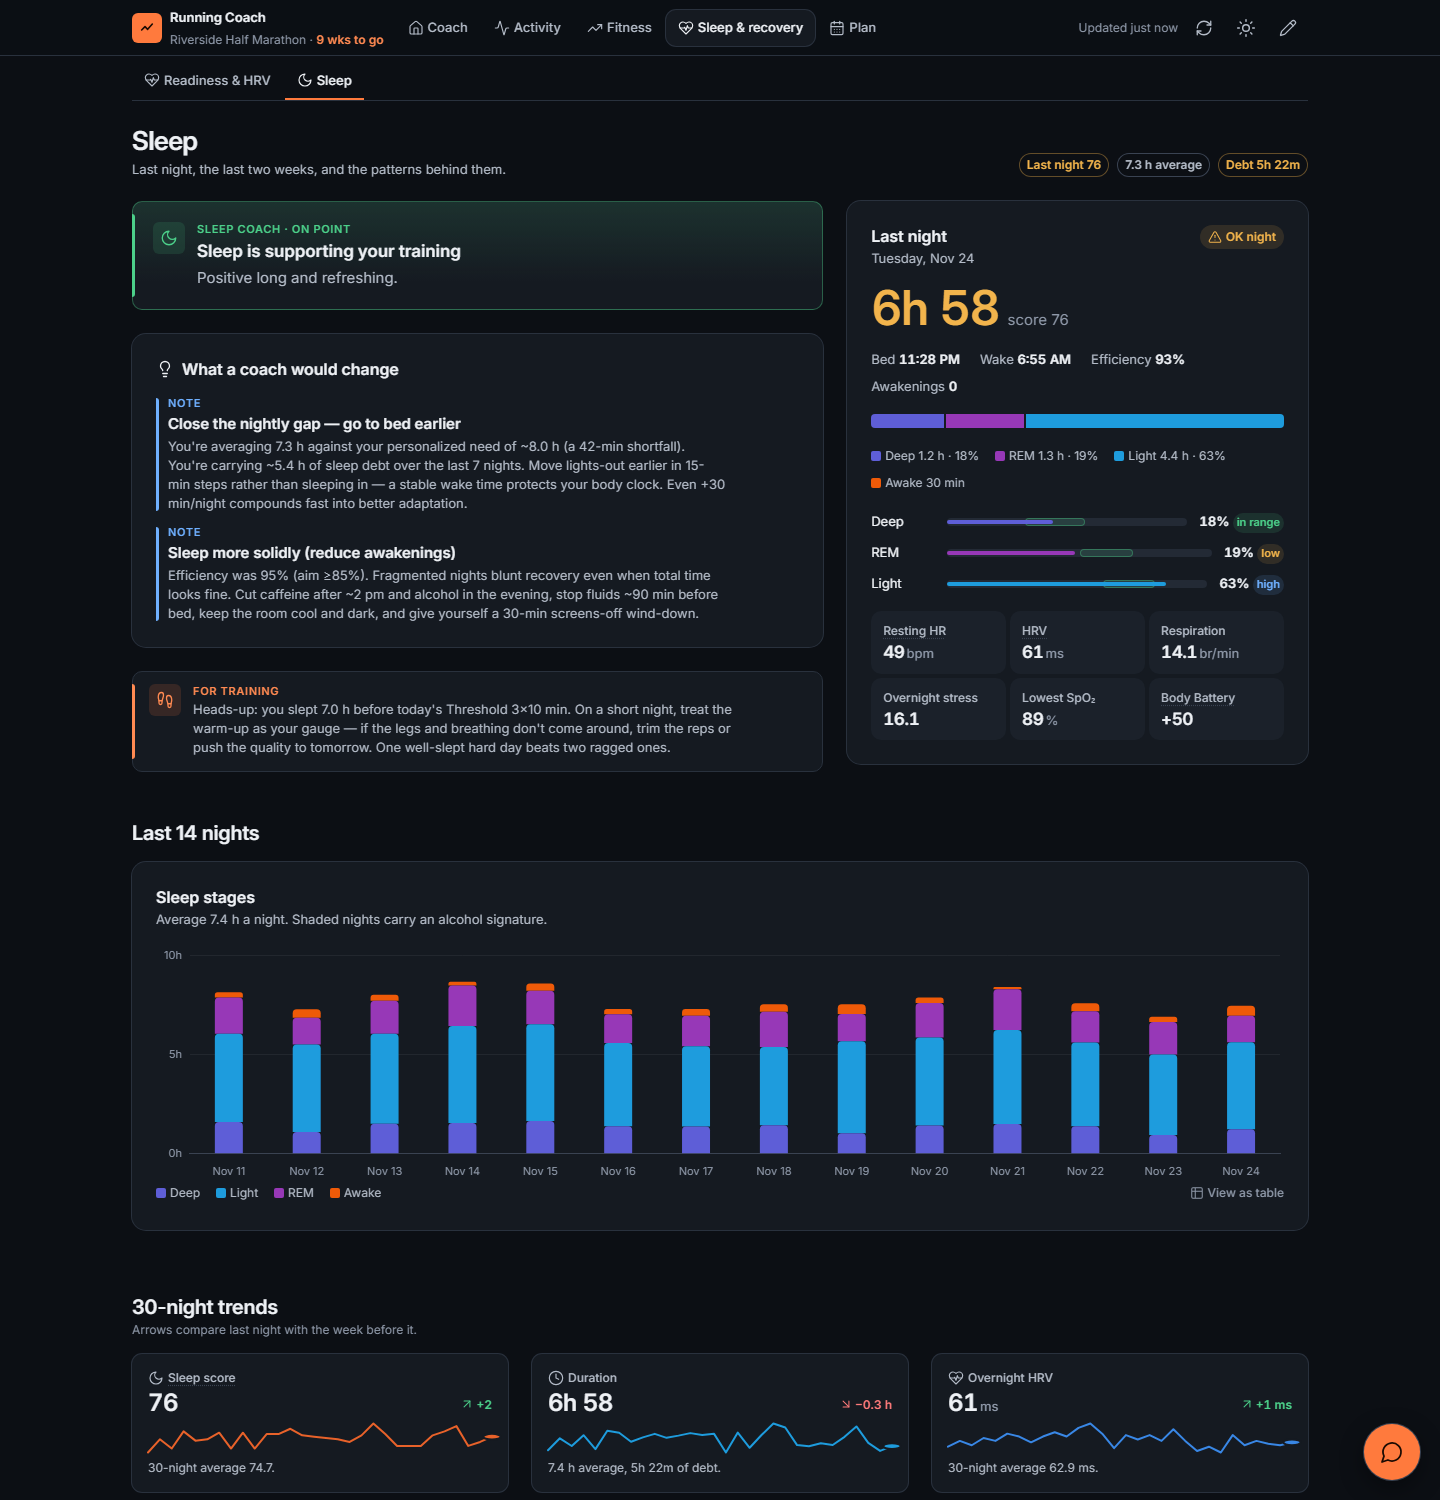 Running Coach
Riverside Half Marathon · 9 wks to go
Coach
Activity
Fitness
Sleep & recovery
Plan
Updated just now
Readiness & HRV
Sleep
Sleep
Last night, the last two weeks, and the patterns behind them.
Last night 76
7.3 h average
Debt 5h 22m
SLEEP COACH · ON POINT
Sleep is supporting your training
Positive long and refreshing.
What a coach would change
NOTE
Close the nightly gap — go to bed earlier
You're averaging 7.3 h against your personalized need of ~8.0 h (a 42-min shortfall).
You're carrying ~5.4 h of sleep debt over the last 7 nights. Move lights-out earlier in 15-
min steps rather than sleeping in — a stable wake time protects your body clock. Even +30
min/night compounds fast into better adaptation.
NOTE
Sleep more solidly (reduce awakenings)
Efficiency was 95% (aim ≥85%). Fragmented nights blunt recovery even when total time
looks fine. Cut caffeine after ~2 pm and alcohol in the evening, stop fluids ~90 min before
bed, keep the room cool and dark, and give yourself a 30-min screens-off wind-down.
FOR TRAINING
Heads-up: you slept 7.0 h before today's Threshold 3×10 min. On a short night, treat the
warm-up as your gauge — if the legs and breathing don't come around, trim the reps or
push the quality to tomorrow. One well-slept hard day beats two ragged ones.
Last night
OK night
Tuesday, Nov 24
6h 58 score 76
Bed 11:28 PM Wake 6:55 AM Efficiency 93%
Awakenings 0
Deep 1.2 h · 18% REM 1.3 h · 19% Light 4.4 h · 63%
Awake 30 min
Deep 18% in range
REM 19% low
Light 63% high
Resting HR
49 bpm
HRV
61 ms
Respiration
14.1 br/min
Overnight stress
16.1
Lowest SpO₂
89 %
Body Battery
+50
Last 14 nights
Sleep stages
Average 7.4 h a night. Shaded nights carry an alcohol signature.
10h
5h
0h
Nov 11 Nov 12 Nov 13 Nov 14 Nov 15 Nov 16 Nov 17 Nov 18 Nov 19 Nov 20 Nov 21 Nov 22 Nov 23 Nov 24
Deep Light REM Awake
View as table
30-night trends
Arrows compare last night with the week before it.
Sleep score
76
+2
30-night average 74.7.
Duration
6h 58
−0.3 h
7.4 h average, 5h 22m of debt.
Overnight HRV
61 ms
+1 ms
30-night average 62.9 ms.